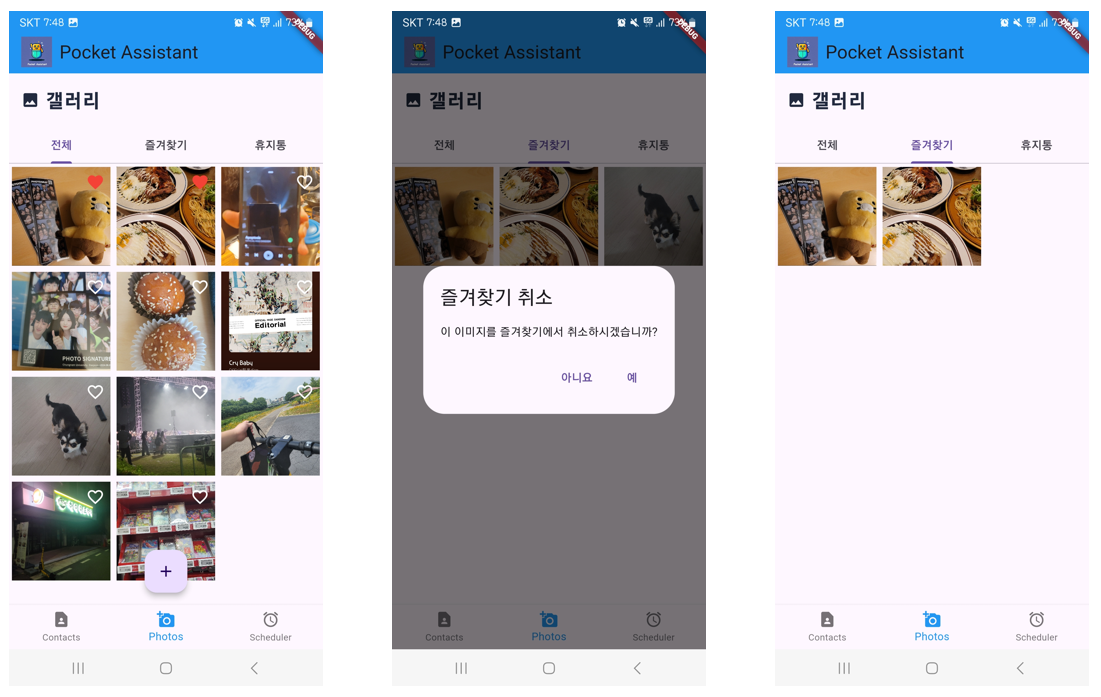 SKT 7:48
73%
DEBUG
Pocket Assistant
갤러리
전체
즐겨찾기
휴지통
PHOTO SIGNATURE
Editorial
Cry Baby
Contacts
Photos
Scheduler
SKT 7:48
73%
DEBUG
Pocket Assistant
갤러리
전체
즐겨찾기
휴지통
즐겨찾기 취소
이 이미지를 즐겨찾기에서 취소하시겠습니까?
아니요
예
Contacts
Photos
Scheduler
SKT 7:48
73%
DEBUG
Pocket Assistant
갤러리
전체
즐겨찾기
휴지통
Contacts
Photos
Scheduler